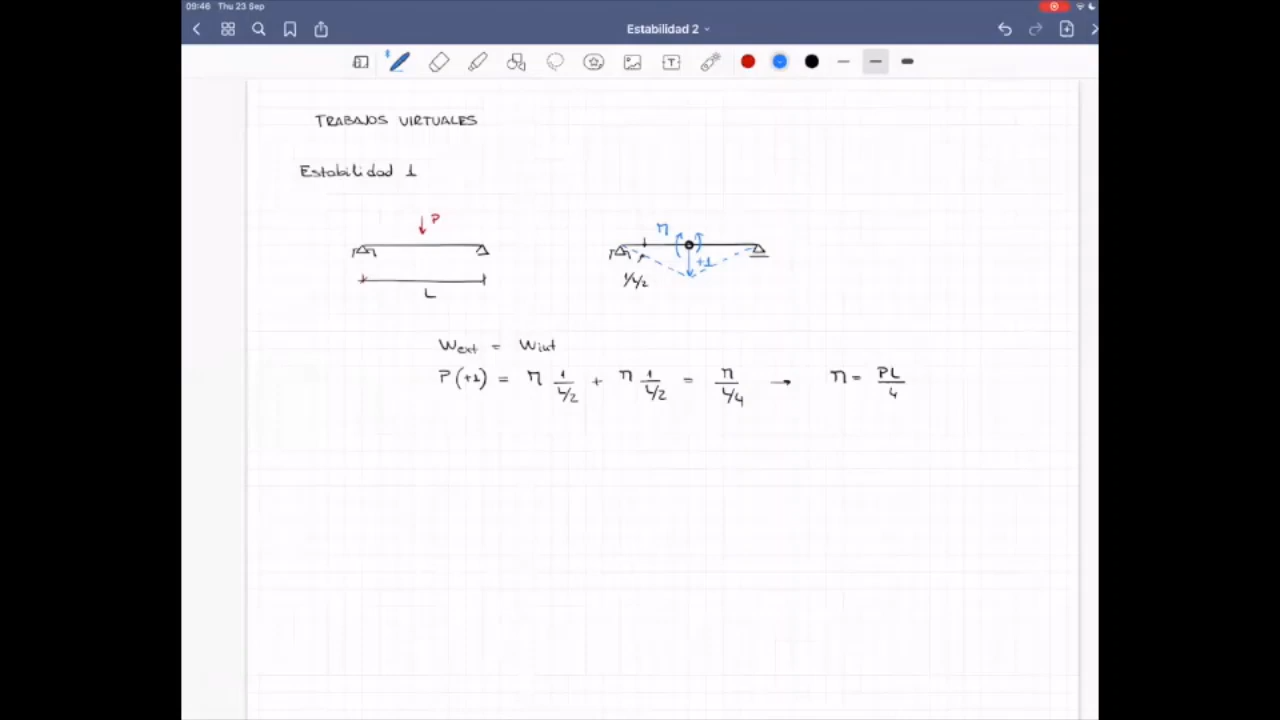 09:46 Thu 23 Sep
Estabilidad 2
TRABAJOS VIRTUALES
Estabilidad 1
P
L
M
+1
1/L/2
Wext = Wint
P (+1) = M 1/L/2 + M 1/L/2 = M/L/4 → M = PL/4